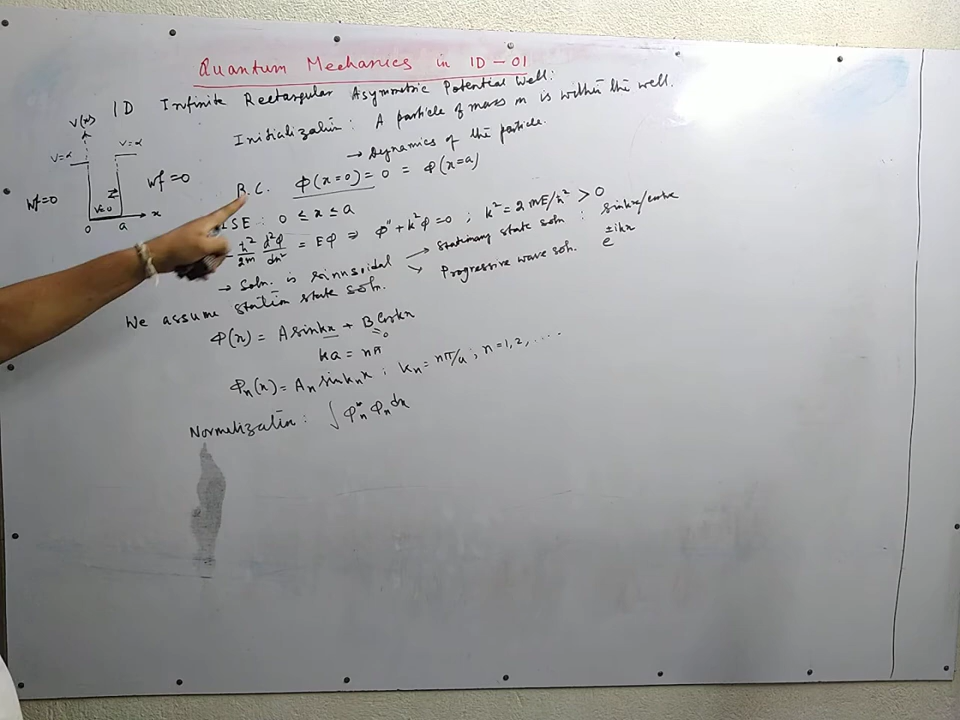 Quantum Mechanics in 1D-01
1D Infinite Rectangular Asymmetric Potential Well:
Initialization: A particle of mass m is within the well.
→ Dynamics of the particle.
V(x)
V=∝ V=∝
wf=0 wf=0
V=0
0 a x
B.C. Φ(x=0)=0 = Φ(x=a)
SE: 0 ≤ x ≤ a
- ħ²/2m d²Φ/dx² = EΦ ⇒ Φ'' + k²Φ=0 ; k² = 2mE/ħ² > 0
→ Soln. is sinusoidal → Stationary state soln : sinkx/coskx
↘ Progressive wave soln. e^±ikx
We assume station state soln.
Φ(x) = A sinkx + B coskx
0
ka = nπ
Φn(x) = An sinknx ; kn = nπ/a ; n=1,2, ....
Normalization: ∫ Φn* Φn dx